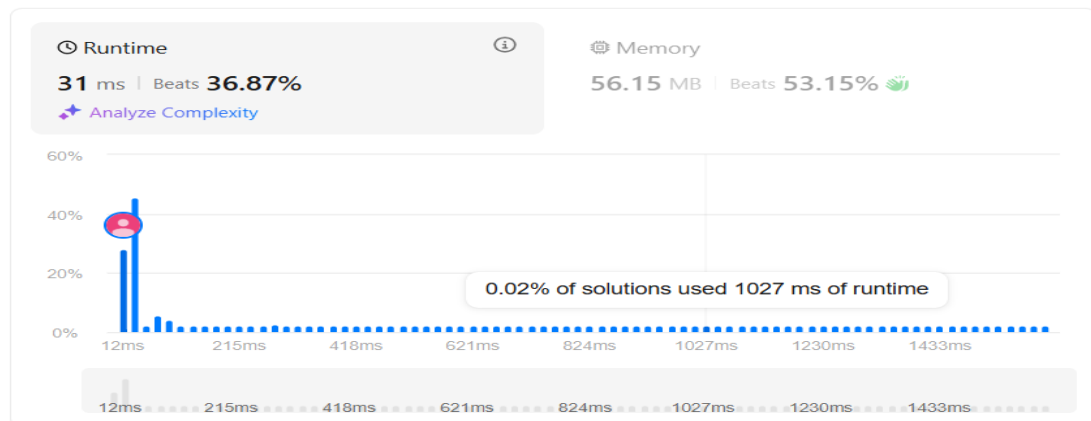 Runtime
31 ms | Beats 36.87%
Analyze Complexity
Memory
56.15 MB | Beats 53.15%
60%
40%
20%
0%
0.02% of solutions used 1027 ms of runtime
12ms 215ms 418ms 621ms 824ms 1027ms 1230ms 1433ms
12ms 215ms 418ms 621ms 824ms 1027ms 1230ms 1433ms